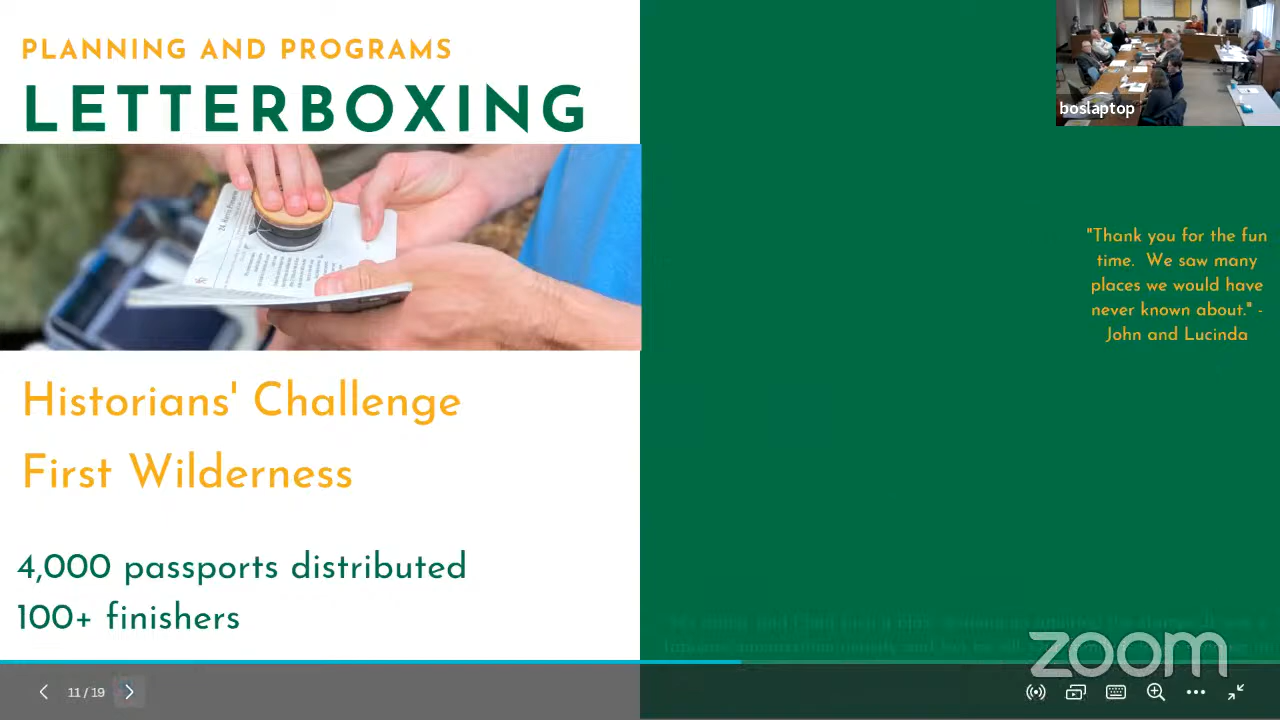 PLANNING AND PROGRAMS
LETTERBOXING
boslaptop
"Thank you for the fun
time. We saw many
places we would have
never known about." -
John and Lucinda
Historians' Challenge
First Wilderness
4,000 passports distributed
100+ finishers
zoom
11 / 19